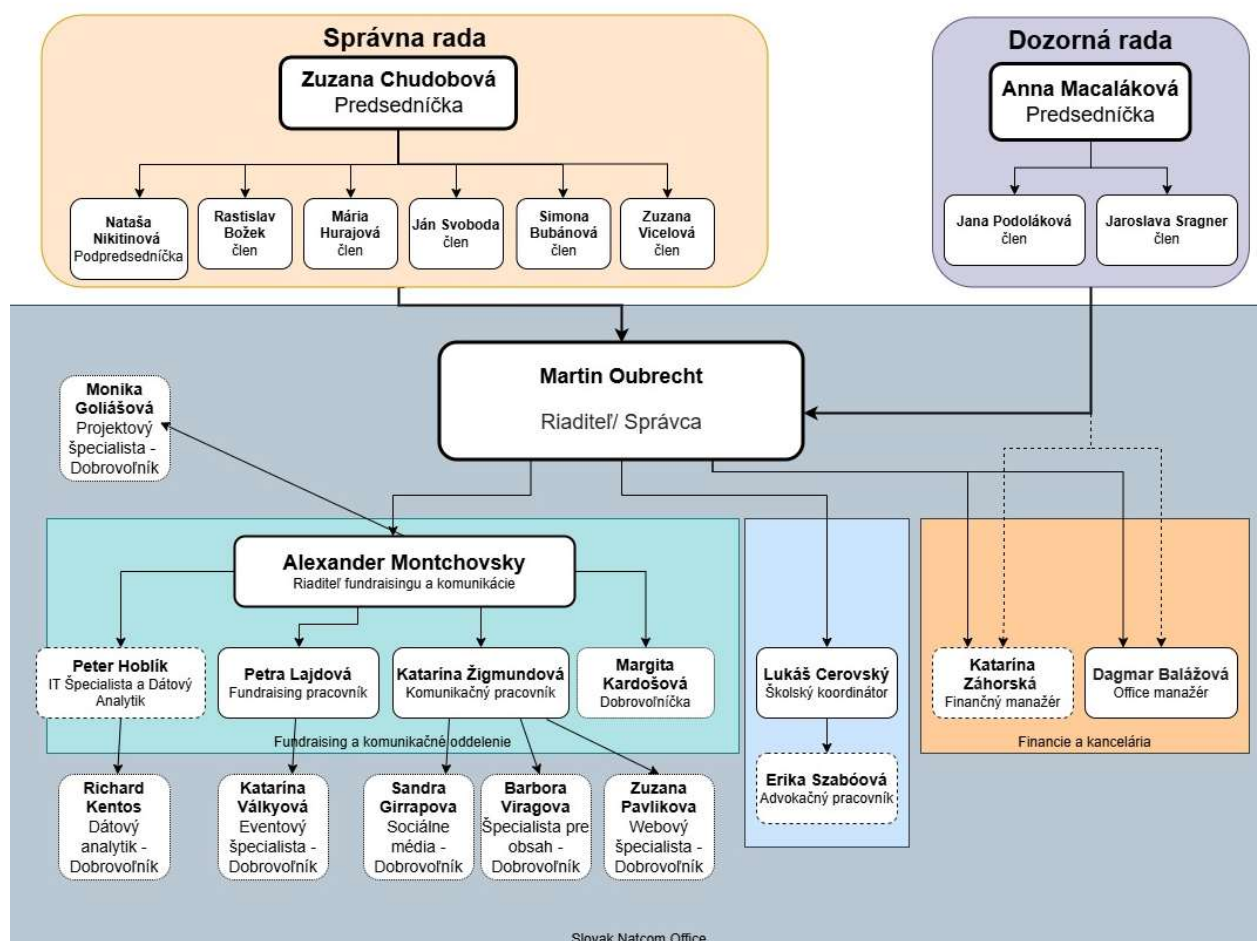 Správna rada
Zuzana Chudobová
Predsedníčka
Nataša
Nikitinová
Podpredsedníčka
Rastislav
Božek
člen
Mária
Hurajová
člen
Ján Svoboda
člen
Simona
Bubánová
člen
Zuzana
Vicelová
člen
Dozorná rada
Anna Macaláková
Predsedníčka
Jana Podoláková
člen
Jaroslava Sragner
člen
Martin Oubrecht
Riaditeľ/ Správca
Monika
Goliášová
Projektový
špecialista -
Dobrovoľník
Alexander Montchovsky
Riaditeľ fundraisingu a komunikácie
Peter Hoblík
IT Špecialista a Dátový
Analytik
Petra Lajdová
Fundraising pracovník
Katarína Žigmundová
Komunikačný pracovník
Margita
Kardošová
Dobrovoľníčka
Fundraising a komunikačné oddelenie
Richard
Kentos
Dátový
analytik -
Dobrovoľník
Katarína
Válkyová
Eventový
špecialista -
Dobrovoľník
Sandra
Girrapova
Sociálne
média -
Dobrovoľník
Barbora
Viragova
Špecialista pre
obsah -
Dobrovoľník
Zuzana
Pavlikova
Webový
špecialista -
Dobrovoľník
Lukáš Cerovský
Školský koordinátor
Erika Szabóová
Advokačný pracovník
Katarína
Záhorská
Finančný manažér
Dagmar Balážová
Office manažér
Financie a kancelária
Slovak Natcom Office